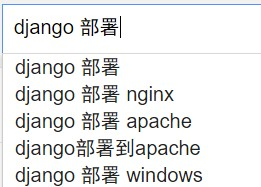 django 部署
django 部署
django 部署 nginx
django 部署 apache
django部署到apache
django 部署 windows